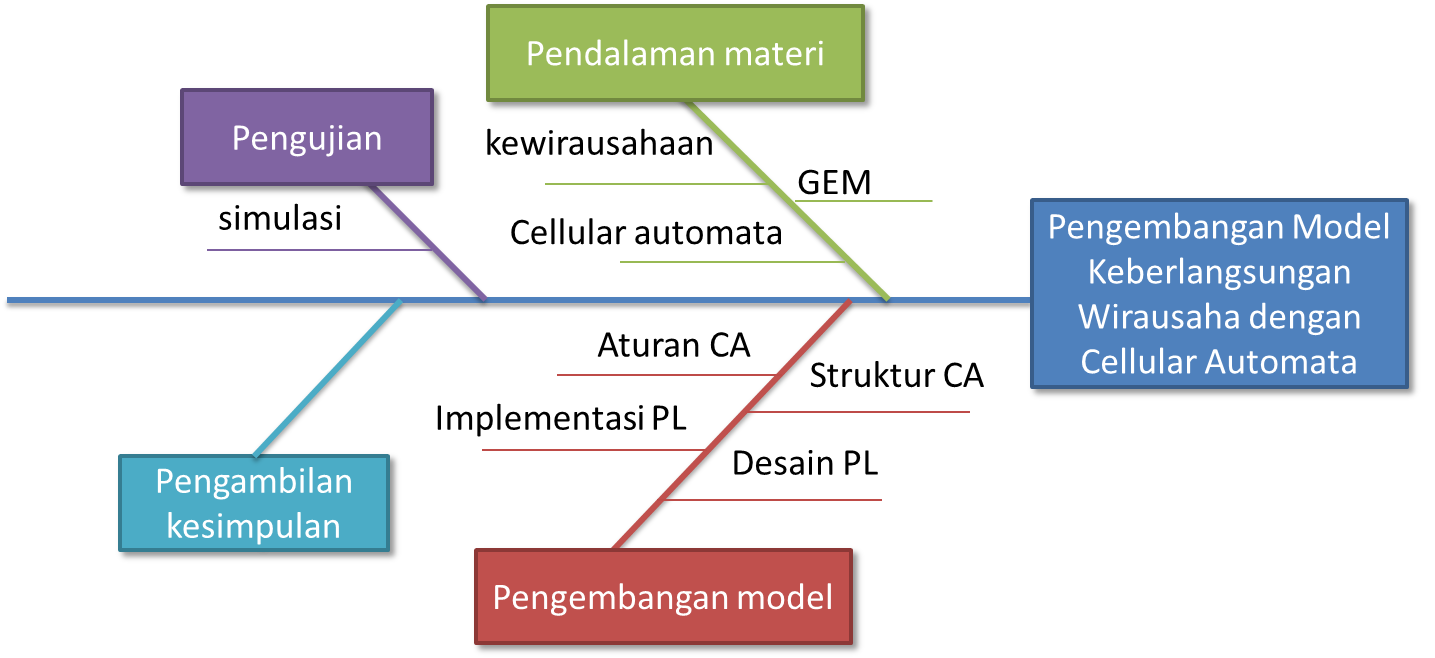 Pendalaman materi
Pengujian
kewirausahaan
GEM
simulasi
Cellular automata
Pengembangan Model
Keberlangsungan
Wirausaha dengan
Cellular Automata
Aturan CA
Struktur CA
Implementasi PL
Desain PL
Pengambilan
kesimpulan
Pengembangan model